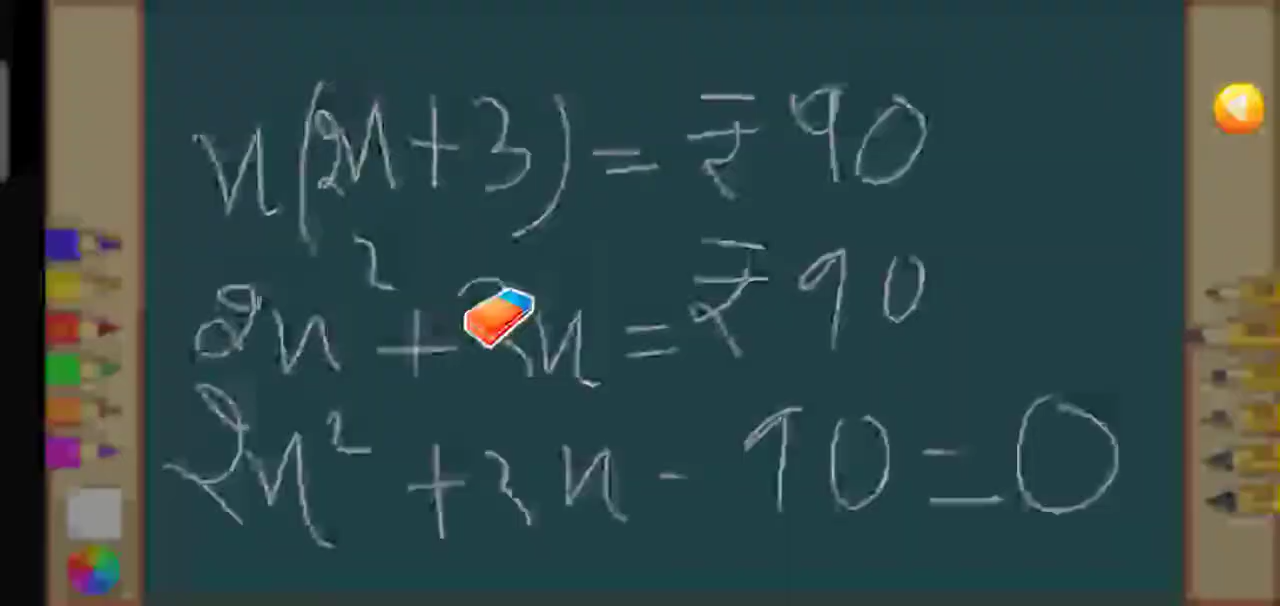 x(2x+3) = ₹90
2x² + 3x = ₹90
2x² + 3x - 90 = 0